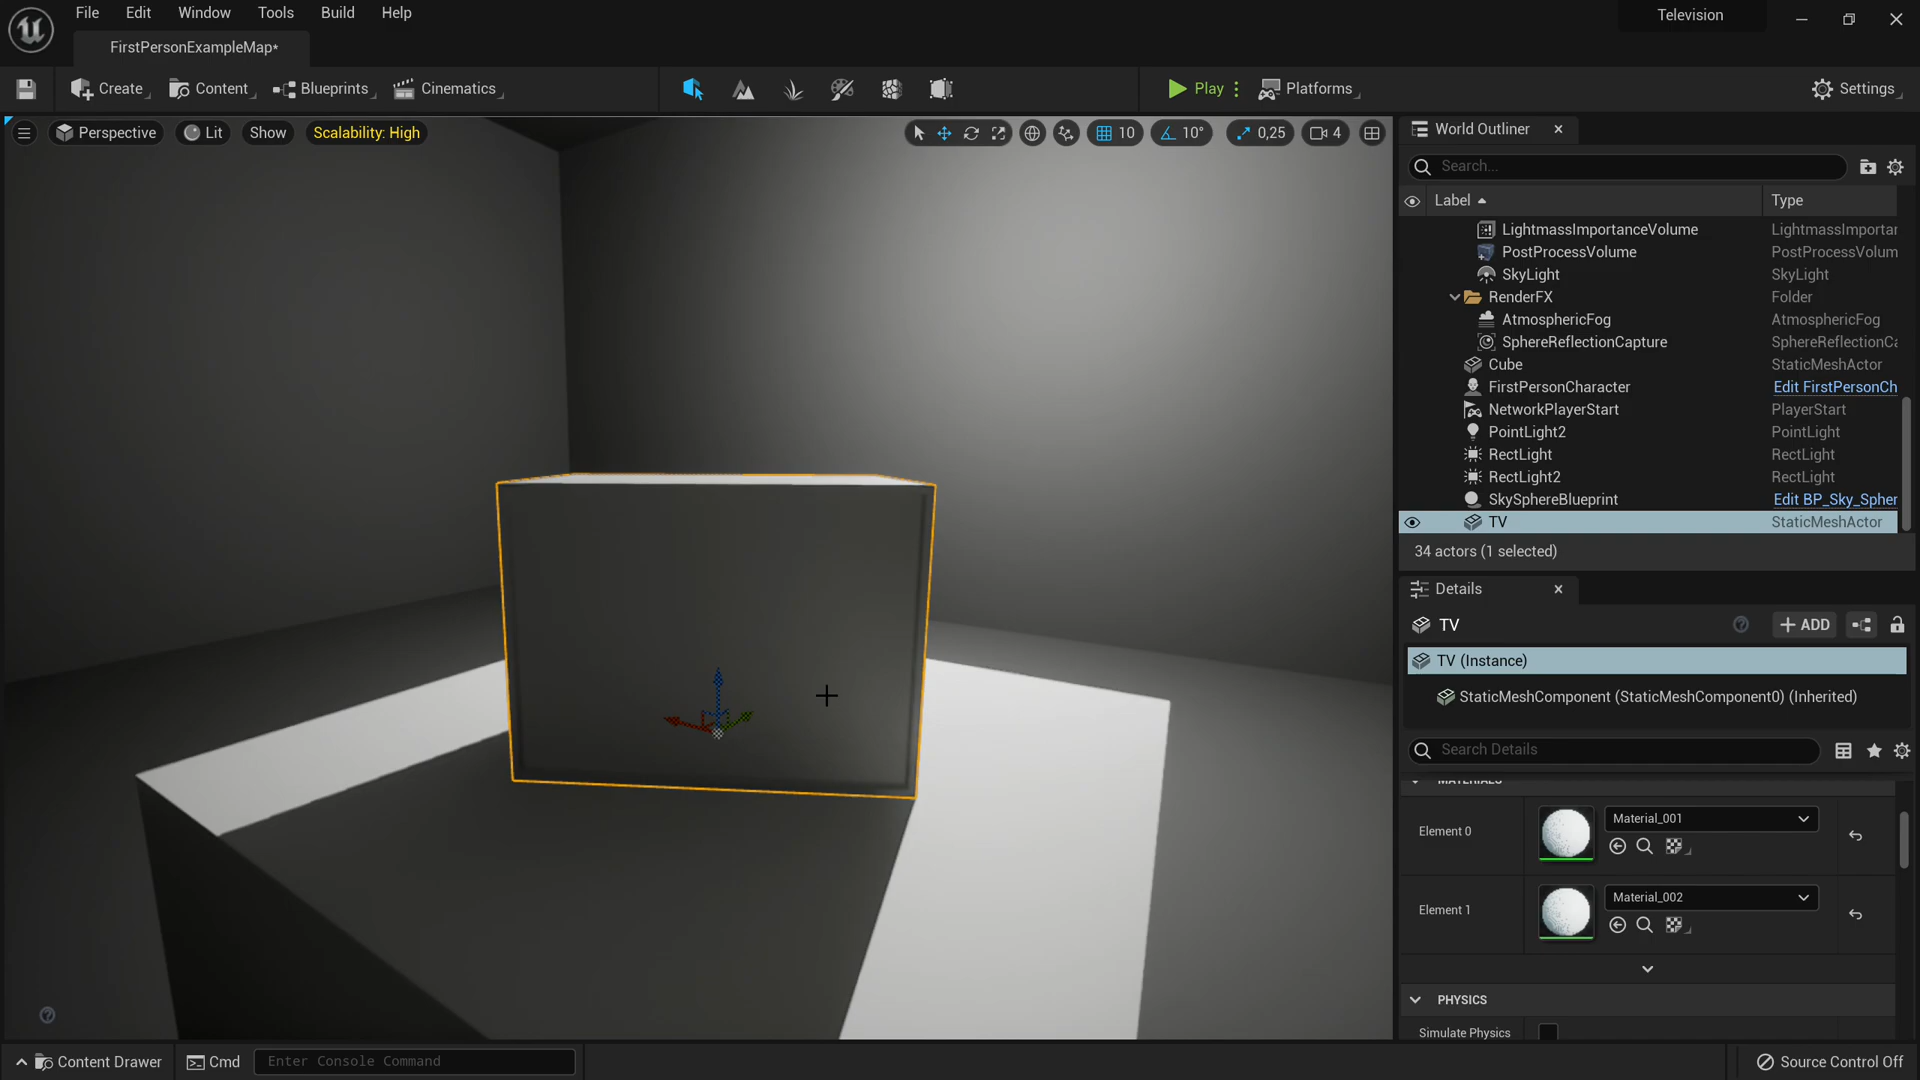 File Edit Window Tools Build Help
Television
FirstPersonExampleMap*
Create Content Blueprints Cinematics
Play Platforms Settings
Perspective Lit Show Scalability: High
10 10° 0,25 4
World Outliner
Search...
Label Type
LightmassImportanceVolume LightmassImportan
PostProcessVolume PostProcessVolum
SkyLight SkyLight
RenderFX Folder
AtmosphericFog AtmosphericFog
SphereReflectionCapture SphereReflectionCa
Cube StaticMeshActor
FirstPersonCharacter Edit FirstPersonCh
NetworkPlayerStart PlayerStart
PointLight2 PointLight
RectLight RectLight
RectLight2 RectLight
SkySphereBlueprint Edit BP_Sky_Spher
TV StaticMeshActor
34 actors (1 selected)
Details
TV
ADD
TV (Instance)
StaticMeshComponent (StaticMeshComponent0) (Inherited)
Search Details
MATERIALS
Element 0 Material_001
Element 1 Material_002
PHYSICS
Simulate Physics
Content Drawer Cmd Enter Console Command Source Control Off